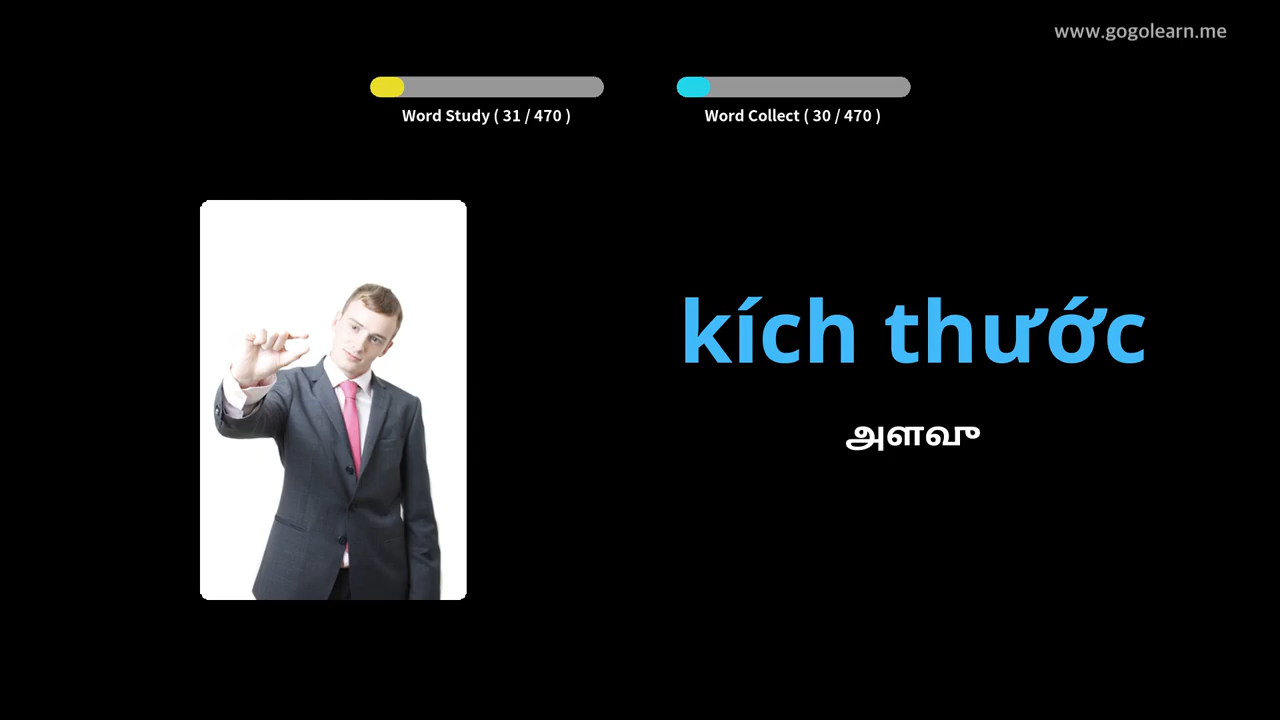 www.gogolearn.me
Word Study ( 31 / 470 )
Word Collect ( 30 / 470 )
kích thước
அளவு